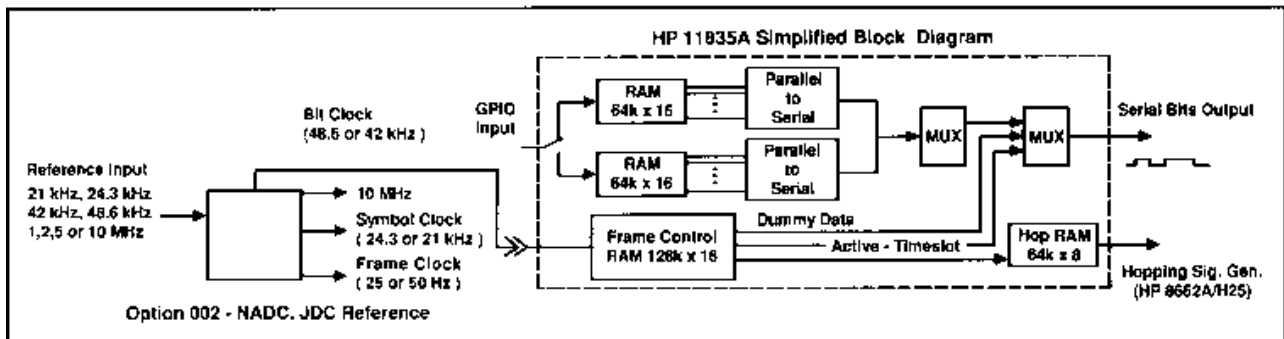 HP 11835A Simplified Block Diagram
Bit Clock
(48.6 or 42 kHz )
GPIO
Input
RAM
64k x 16
Parallel
to
Serial
MUX
MUX
Serial Bits Output
RAM
64k x 16
Parallel
to
Serial
Reference Input
21 kHz, 24.3 kHz
42 kHz, 48.6 kHz
1,2,5 or 10 MHz
10 MHz
Symbol Clock
( 24.3 or 21 kHz )
Frame Clock
( 25 or 50 Hz )
Frame Control
RAM 128k x 16
Dummy Data
Active - Timeslot
Hop RAM
64k x 8
Hopping Sig. Gen.
(HP 8662A/H25)
Option 002 - NADC, JDC Reference